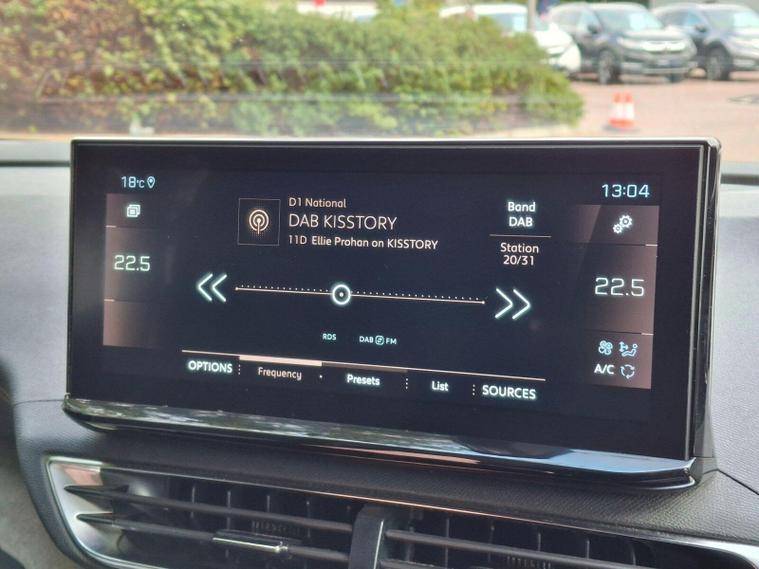 18°C
13:04
D1 National
DAB KISSTORY
11D Ellie Prohan on KISSTORY
Band
DAB
Station
20/31
22.5
22.5
RDS
DAB FM
A/C
OPTIONS
Frequency
Presets
List
SOURCES